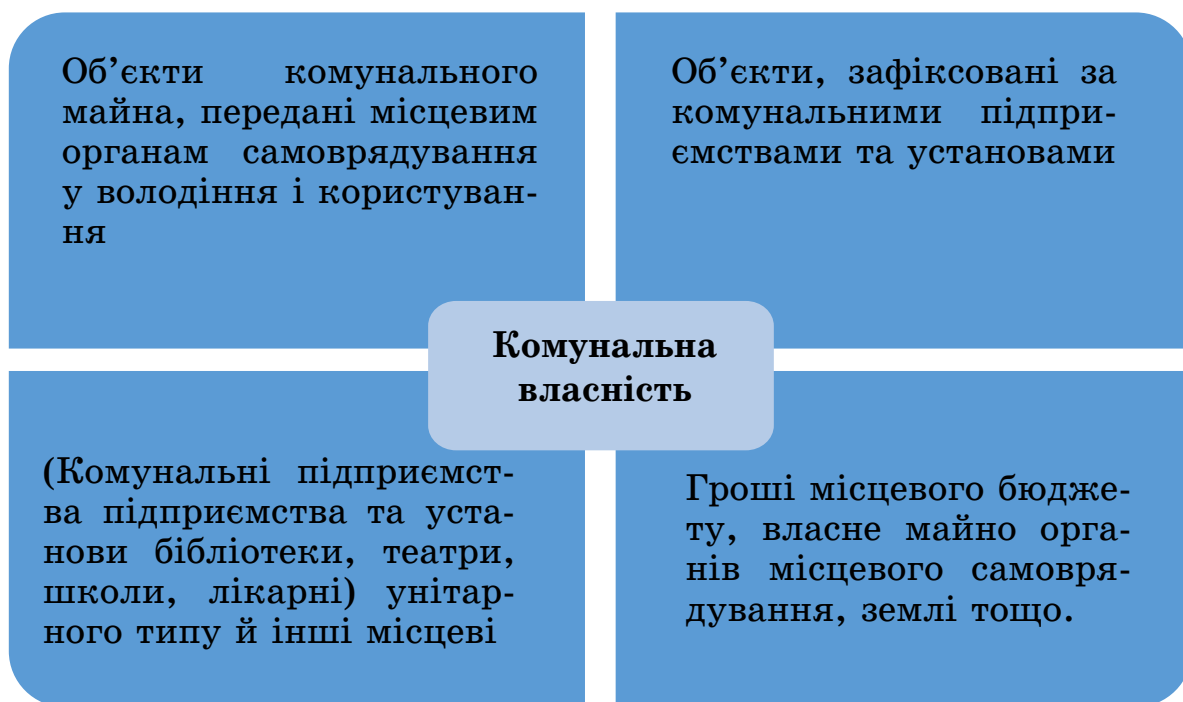 Об’єкти комунального
майна, передані місцевим
органам самоврядування
у володіння і користуван-
ня
Об’єкти, зафіксовані за
комунальними підпри-
ємствами та установами
Комунальна
власність
(Комунальні підприємст-
ва підприємства та уста-
нови бібліотеки, театри,
школи, лікарні) унітар-
ного типу й інші місцеві
Гроші місцевого бюдже-
ту, власне майно орга-
нів місцевого самовря-
дування, землі тощо.